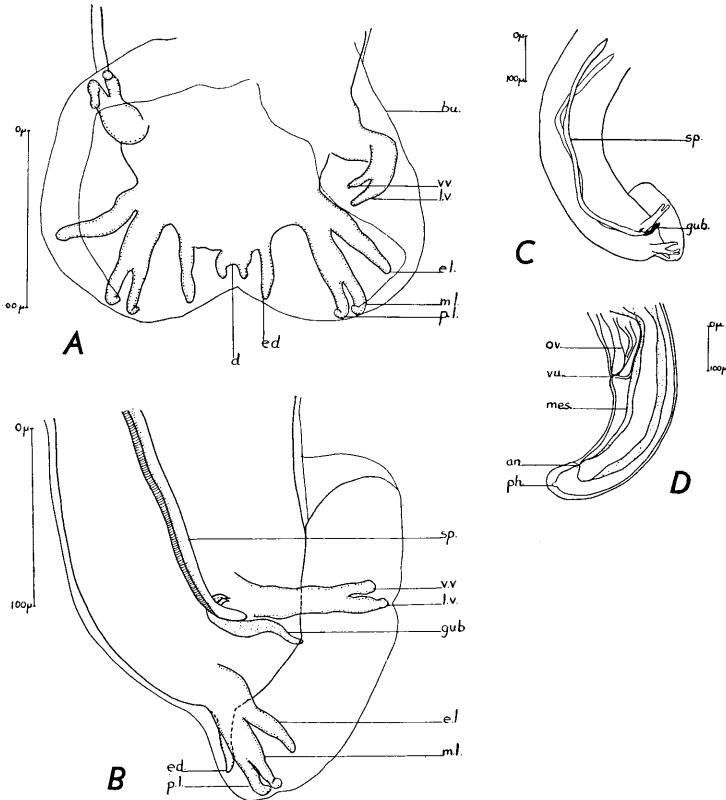 0µ
00µ
bu.
v.v.
l.v.
e.l.
m.l.
p.l.
ed
d
A
0µ
100µ
sp.
gub.
C
ov.
vu.
mes.
an.
ph.
0µ
100µ
D
0µ
100µ
sp.
v.v
l.v.
gub
e.l
m.l.
ed.
p.l.
B